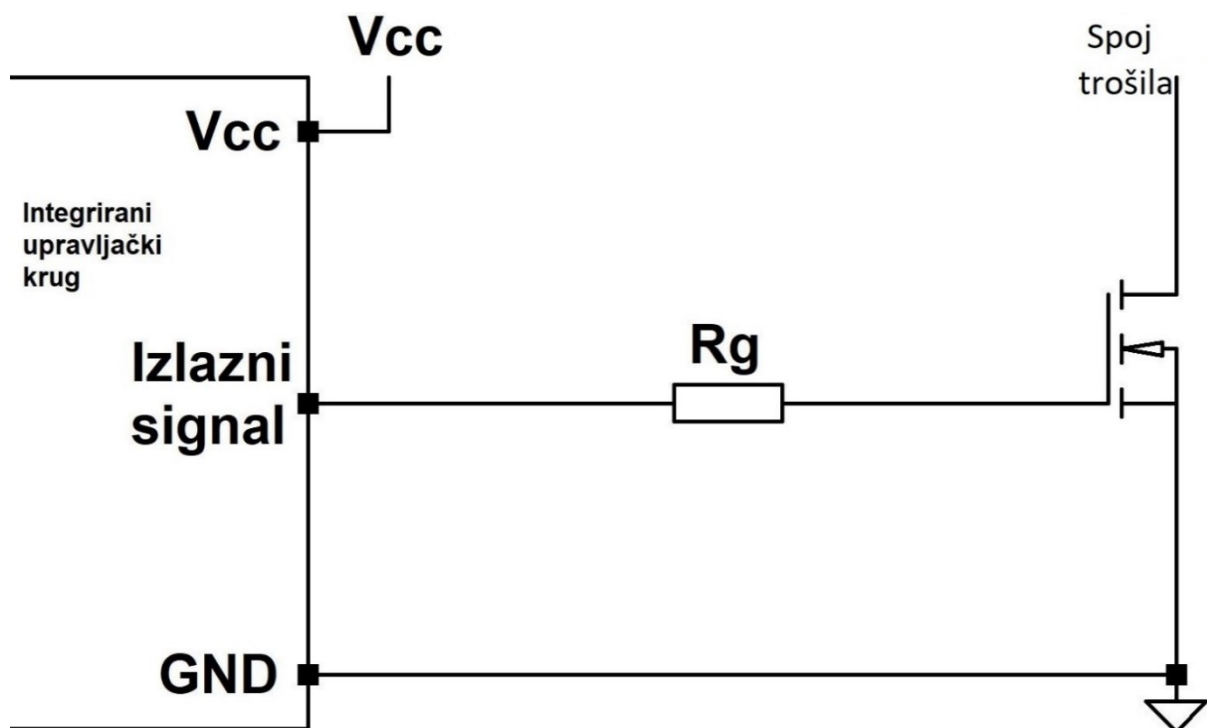 Vcc
Spoj
trošila
Vcc
Integrirani
upravljački
krug
Izlazni
signal
Rg
GND